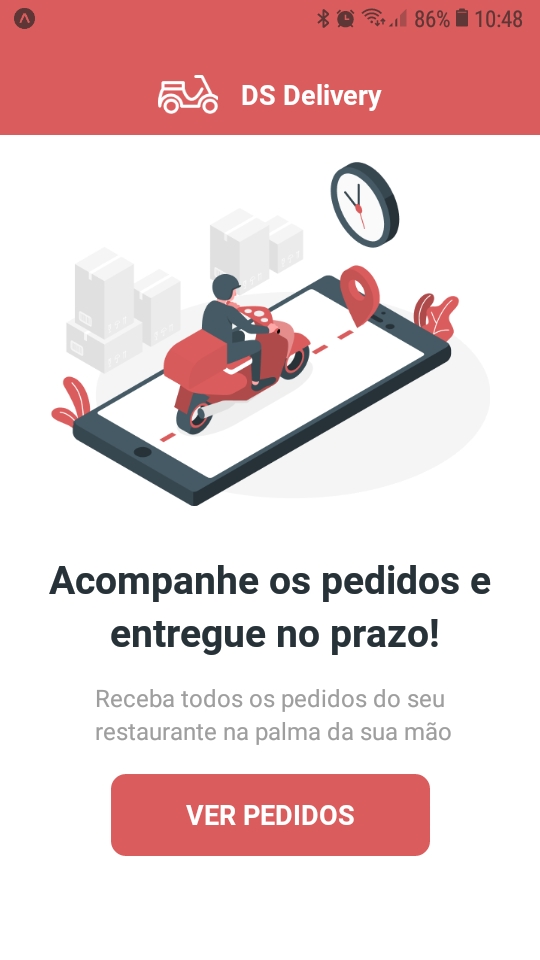 86% 10:48
DS Delivery
Acompanhe os pedidos e
entregue no prazo!
Receba todos os pedidos do seu
restaurante na palma da sua mão
VER PEDIDOS